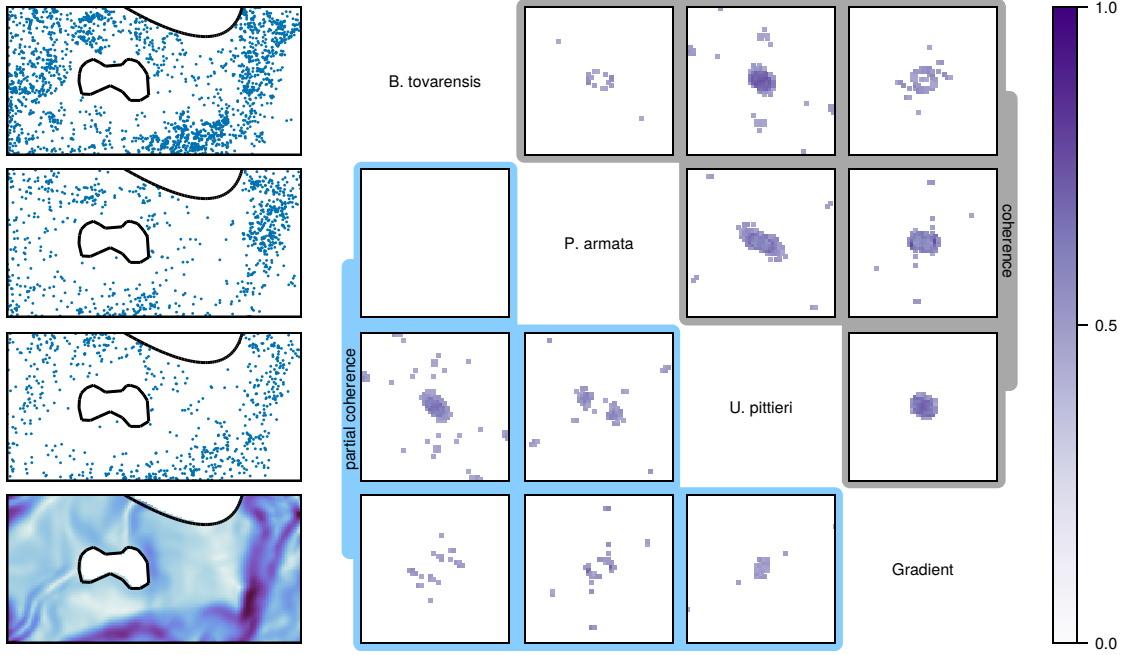 1.0
B. tovarensis
coherence
P. armata
0.5
partial coherence
U. pittieri
Gradient
0.0